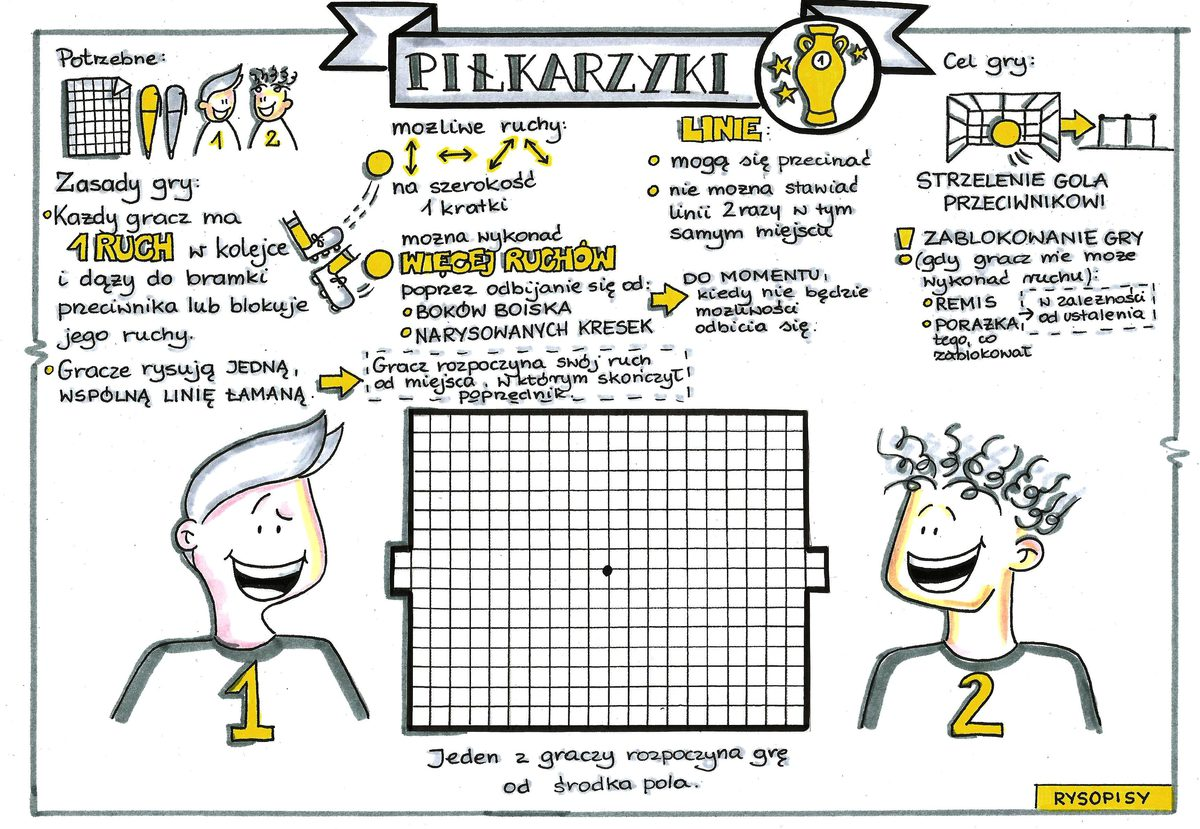 PIŁKARZYKI
1
Potrzebne:
1 2
Zasady gry:
Każdy gracz ma
1 RUCH w kolejce
i dąży do bramki
przeciwnika lub blokuje
jego ruchy.
Gracze rysują JEDNĄ,
WSPÓLNĄ LINIĘ ŁAMANĄ.
Gracz rozpoczyna swój ruch
od miejsca, w którym skończył
poprzednik.
możliwe ruchy:
na szerokość
1 kratki
można wykonać
WIĘCEJ RUCHÓW
poprzez odbijanie się od:
BOKÓW BOISKA
NARYSOWANYCH KRESEK
DO MOMENTU,
kiedy nie będzie
możliwości
odbicia się.
LINIE:
mogą się przecinać
nie można stawiać
linii 2 razy w tym
samym miejscu
Cel gry:
STRZELENIE GOLA
PRZECIWNIKOWI
! ZABLOKOWANIE GRY
(gdy gracz nie może
wykonać ruchu):
REMIS
PORAŻKA,
tego, co
zablokował
w zależności
od ustalenia
1
2
Jeden z graczy rozpoczyna grę
od środka pola.
RYSOPISY